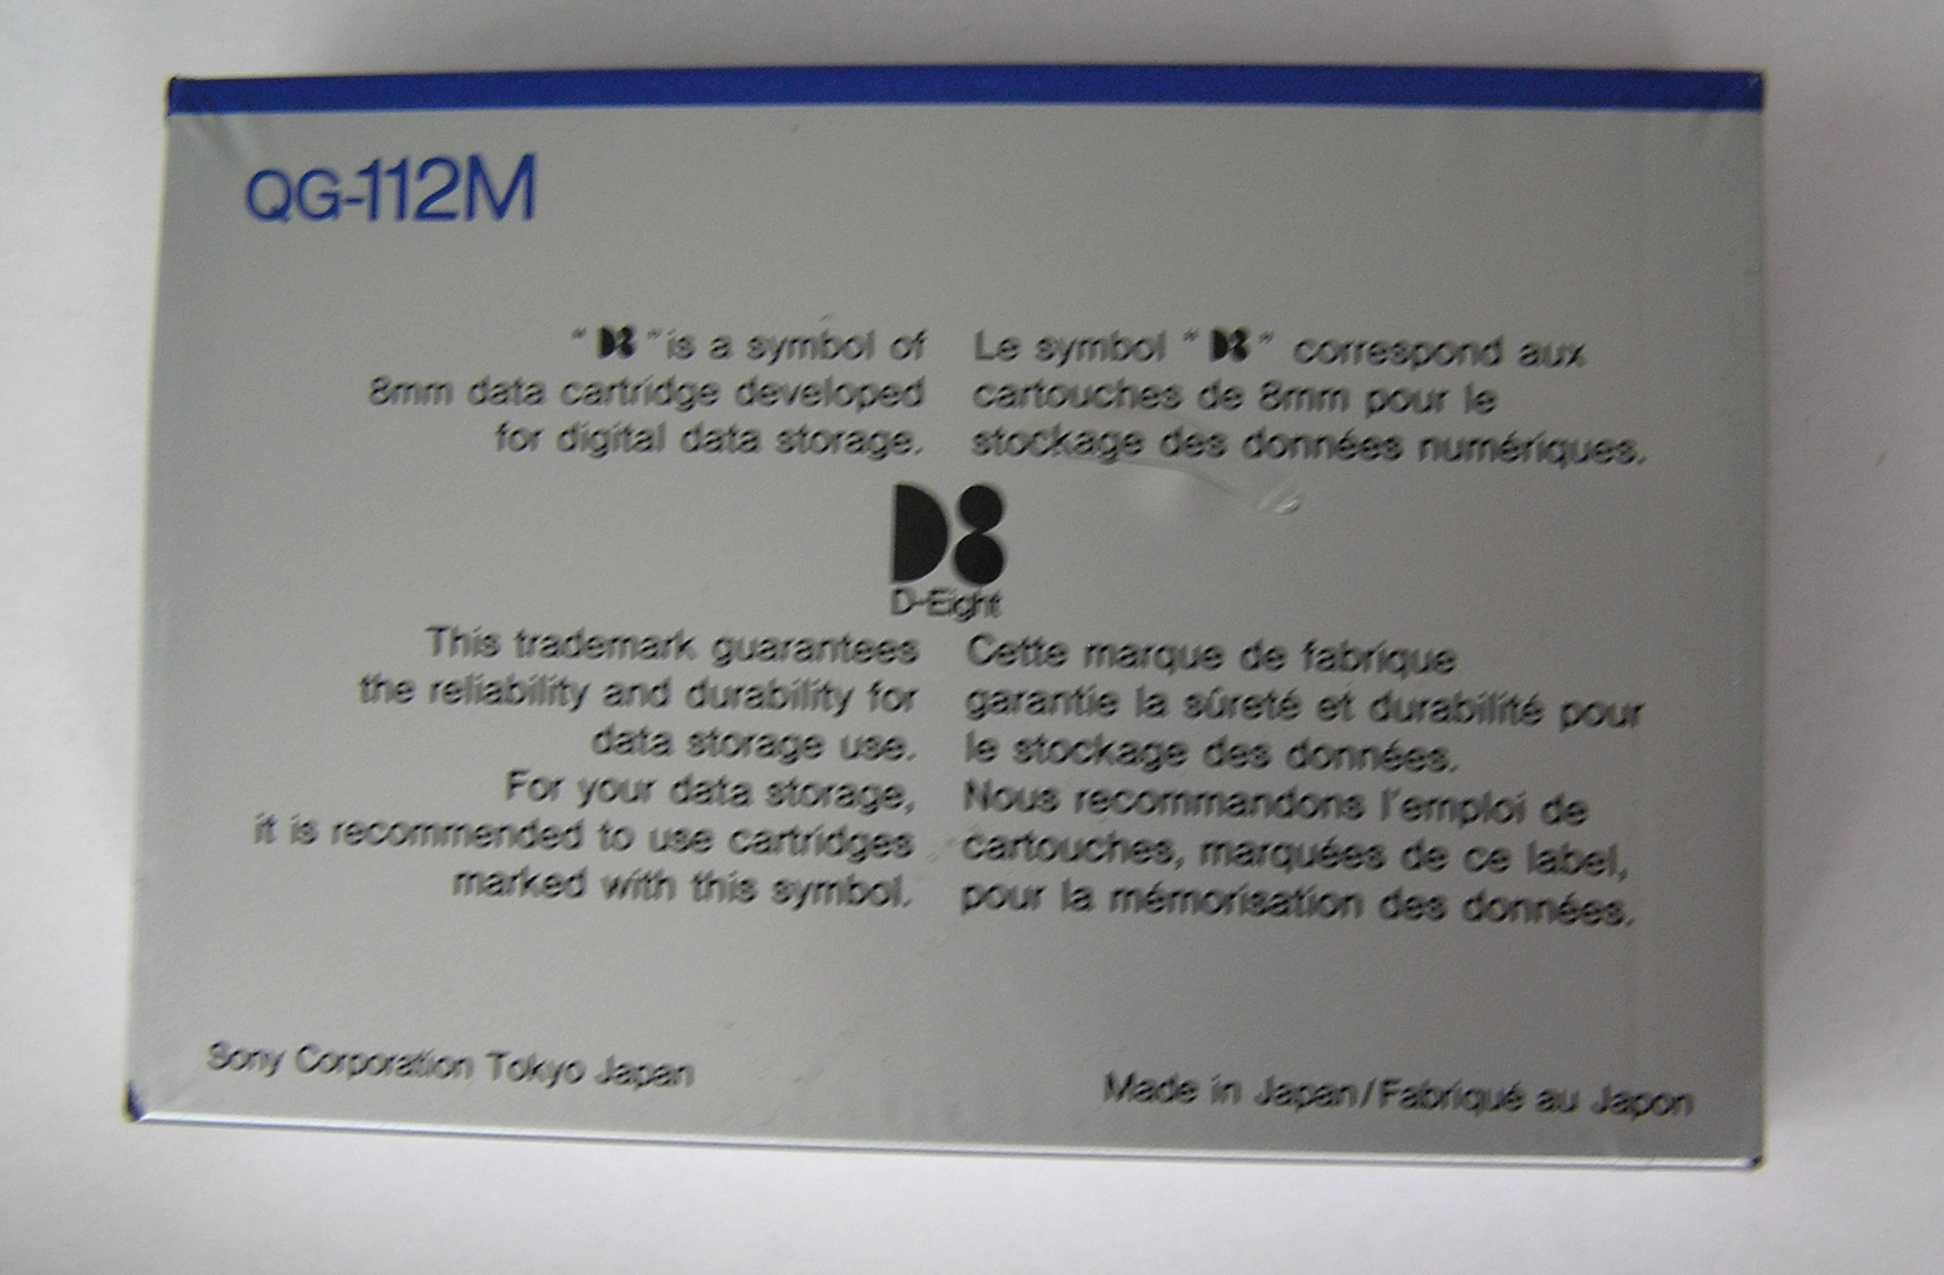 QG-112M
" D8 " is a symbol of
8mm data cartridge developed
for digital data storage.
Le symbol " D8 " correspond aux
cartouches de 8mm pour le
stockage des données numériques.
D8
D-Eight
This trademark guarantees
the reliability and durability for
data storage use.
For your data storage,
it is recommended to use cartridges
marked with this symbol.
Cette marque de fabrique
garantie la sûreté et durabilité pour
le stockage des données.
Nous recommandons l'emploi de
cartouches, marquées de ce label,
pour la mémorisation des données.
Sony Corporation Tokyo Japan
Made in Japan/Fabriqué au Japon